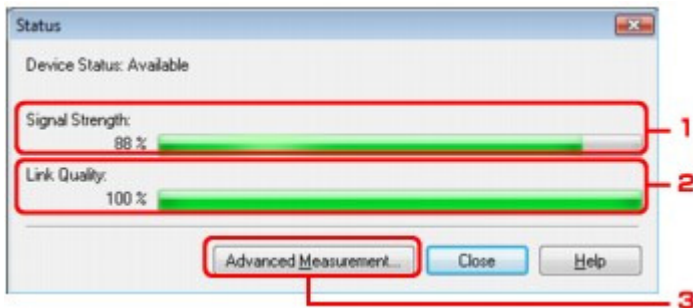 Status
Device Status: Available
Signal Strength:
88 %
1
Link Quality:
100 %
2
Advanced Measurement... Close Help
3